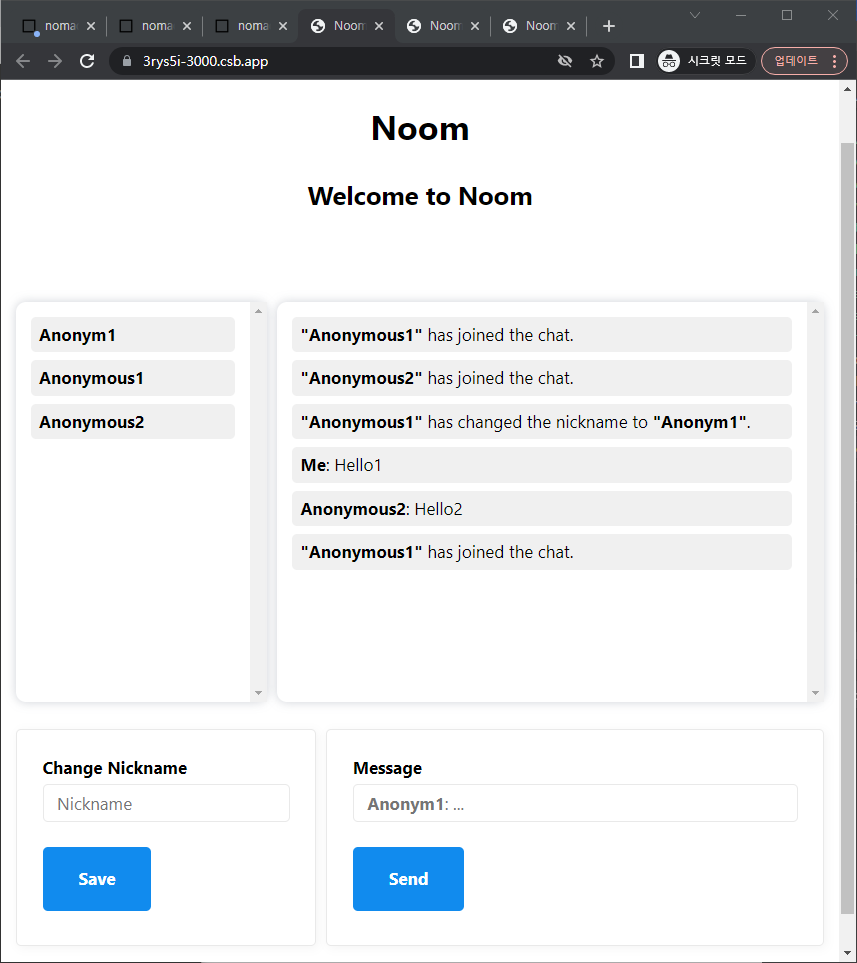 noma
noma
noma
Noom
Noom
Noom
3rys5i-3000.csb.app
시크릿 모드
업데이트
Noom
Welcome to Noom
Anonym1
Anonymous1
Anonymous2
"Anonymous1" has joined the chat.
"Anonymous2" has joined the chat.
"Anonymous1" has changed the nickname to "Anonym1".
Me: Hello1
Anonymous2: Hello2
"Anonymous1" has joined the chat.
Change Nickname
Nickname
Save
Message
Anonym1: ...
Send